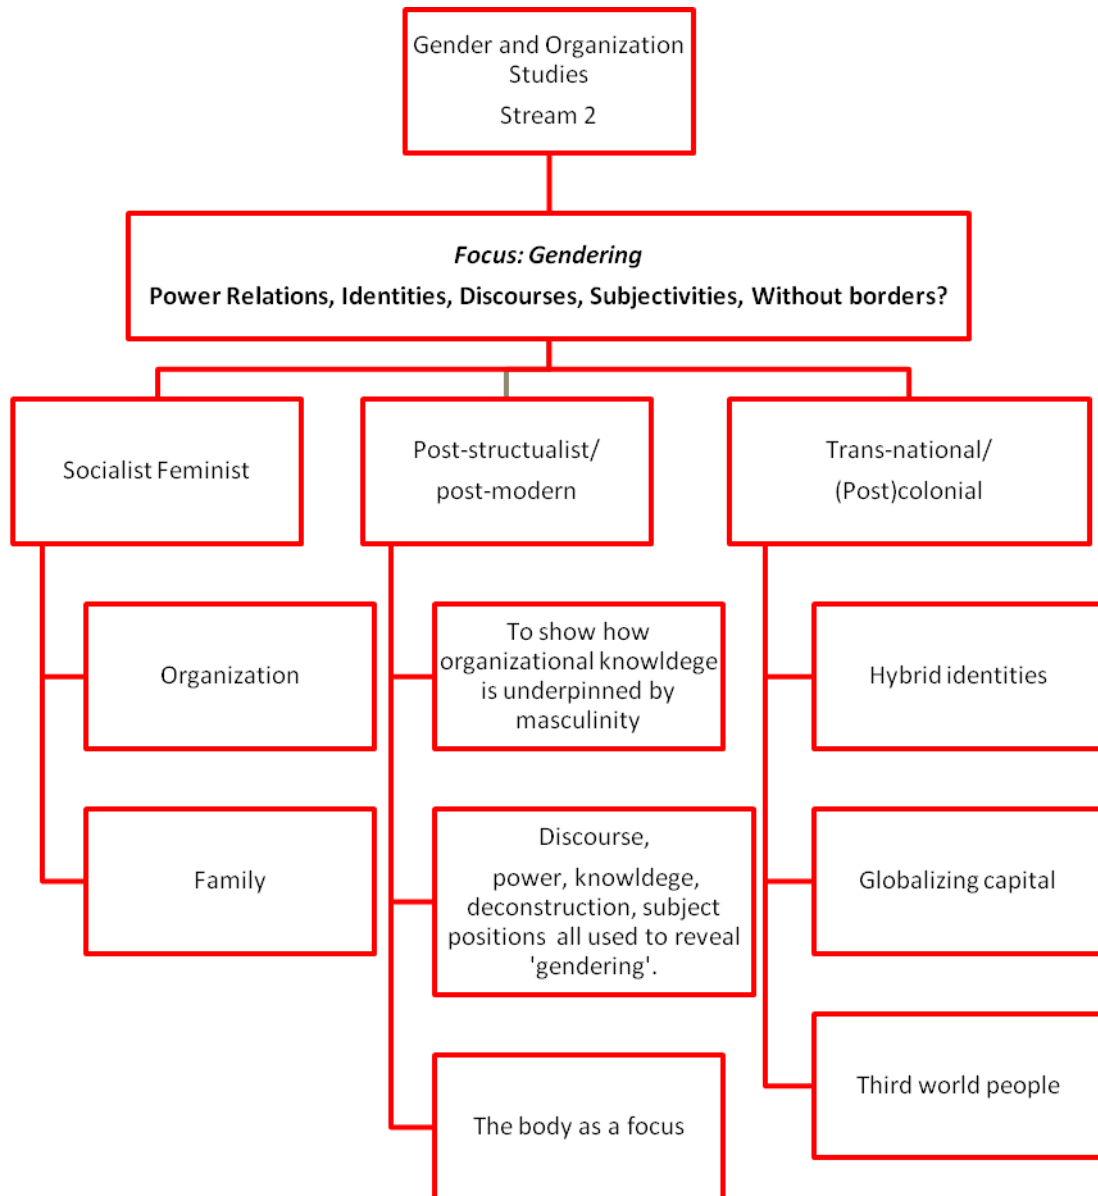 Gender and Organization
Studies
Stream 2
Focus: Gendering
Power Relations, Identities, Discourses, Subjectivities, Without borders?
Socialist Feminist
Organization
Family
Post-structualist/
post-modern
To show how
organizational knowldege
is underpinned by
masculinity
Discourse,
power, knowldege,
deconstruction, subject
positions all used to reveal
'gendering'.
The body as a focus
Trans-national/
(Post)colonial
Hybrid identities
Globalizing capital
Third world people